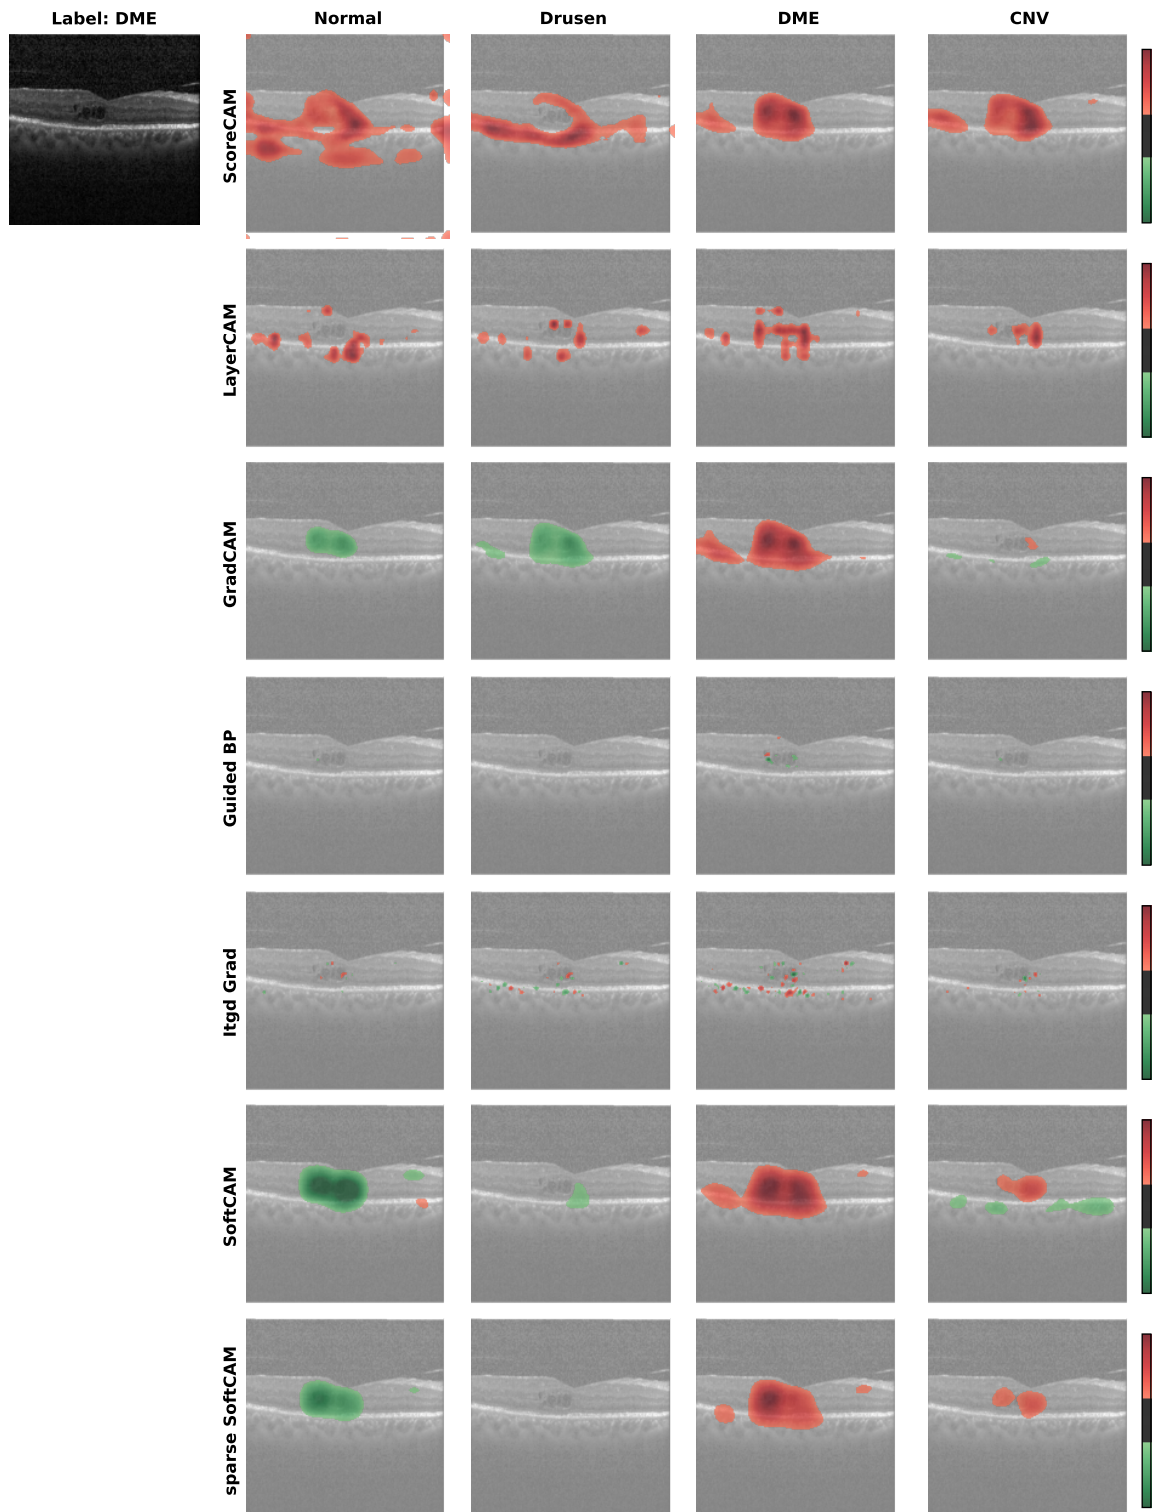 Label: DME
Normal
Drusen
DME
CNV
ScoreCAM
LayerCAM
GradCAM
Guided BP
Itgd Grad
SoftCAM
sparse SoftCAM